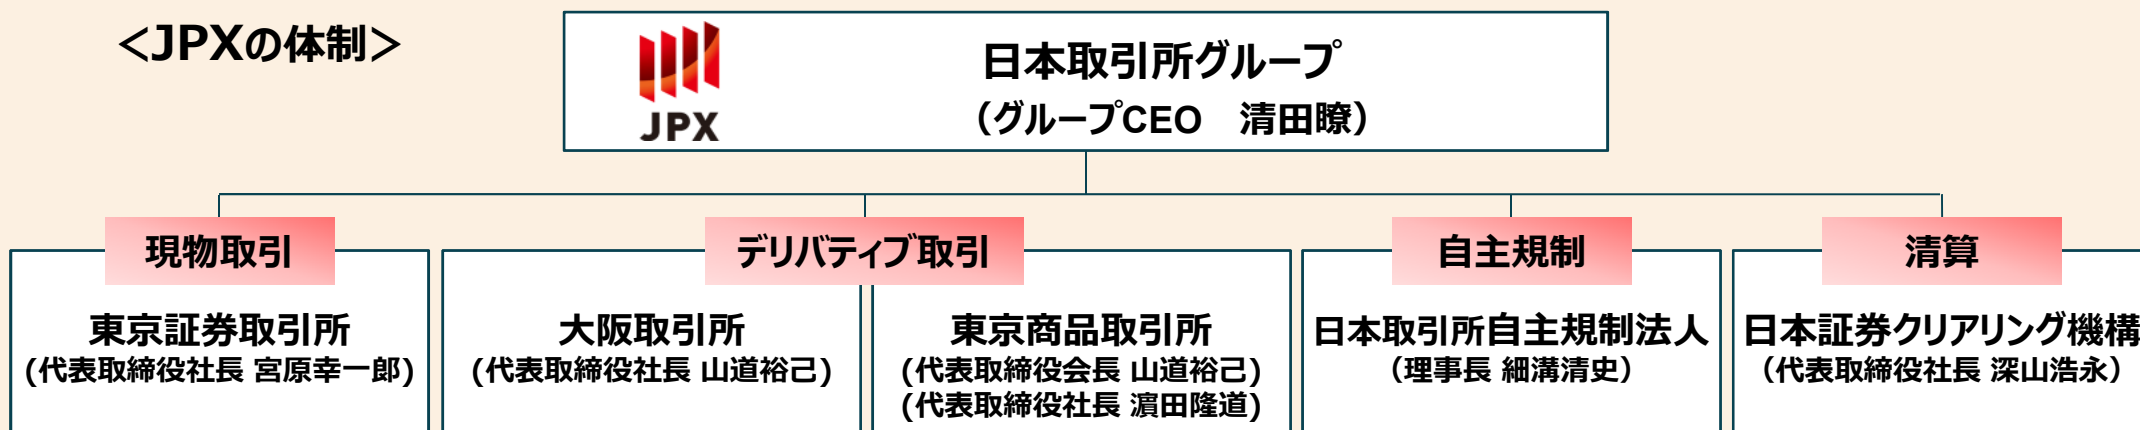 <JPXの体制>
JPX
日本取引所グループ
(グループCEO 清田瞭)
現物取引
東京証券取引所
(代表取締役社長 宮原幸一郎)
デリバティブ取引
大阪取引所
(代表取締役社長 山道裕己)
東京商品取引所
(代表取締役会長 山道裕己)
(代表取締役社長 濵田隆道)
自主規制
日本取引所自主規制法人
(理事長 細溝清史)
清算
日本証券クリアリング機構
(代表取締役社長 深山浩永)